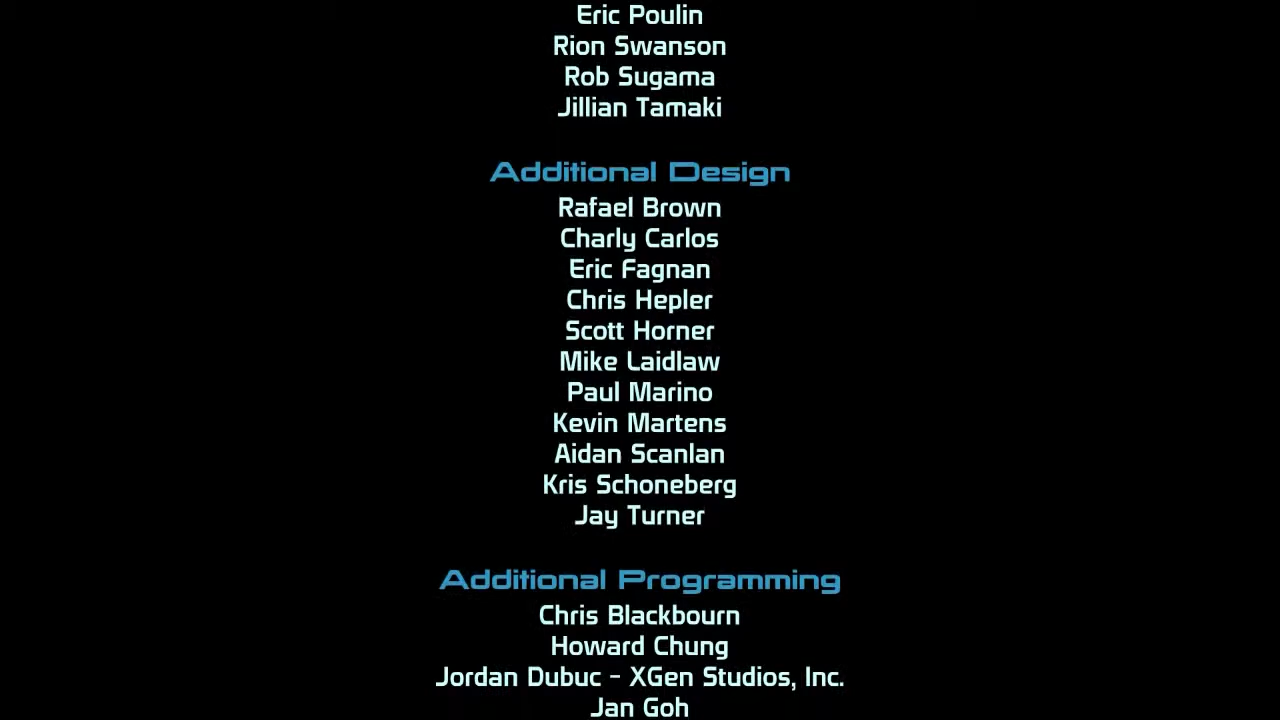 Eric Poulin
Rion Swanson
Rob Sugama
Jillian Tamaki
Additional Design
Rafael Brown
Charly Carlos
Eric Fagnan
Chris Hepler
Scott Horner
Mike Laidlaw
Paul Marino
Kevin Martens
Aidan Scanlan
Kris Schoneberg
Jay Turner
Additional Programming
Chris Blackbourn
Howard Chung
Jordan Dubuc - XGen Studios, Inc.
Jan Goh